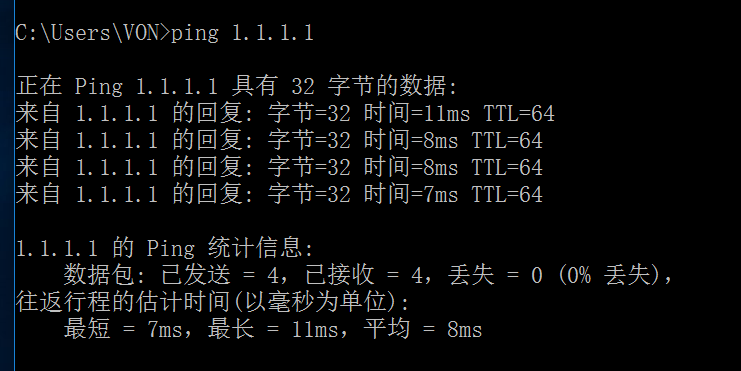 C:\Users\VON>ping 1.1.1.1
正在 Ping 1.1.1.1 具有 32 字节的数据:
来自 1.1.1.1 的回复: 字节=32 时间=11ms TTL=64
来自 1.1.1.1 的回复: 字节=32 时间=8ms TTL=64
来自 1.1.1.1 的回复: 字节=32 时间=8ms TTL=64
来自 1.1.1.1 的回复: 字节=32 时间=7ms TTL=64
1.1.1.1 的 Ping 统计信息:
数据包: 已发送 = 4，已接收 = 4，丢失 = 0 (0% 丢失)，
往返行程的估计时间(以毫秒为单位):
最短 = 7ms，最长 = 11ms，平均 = 8ms